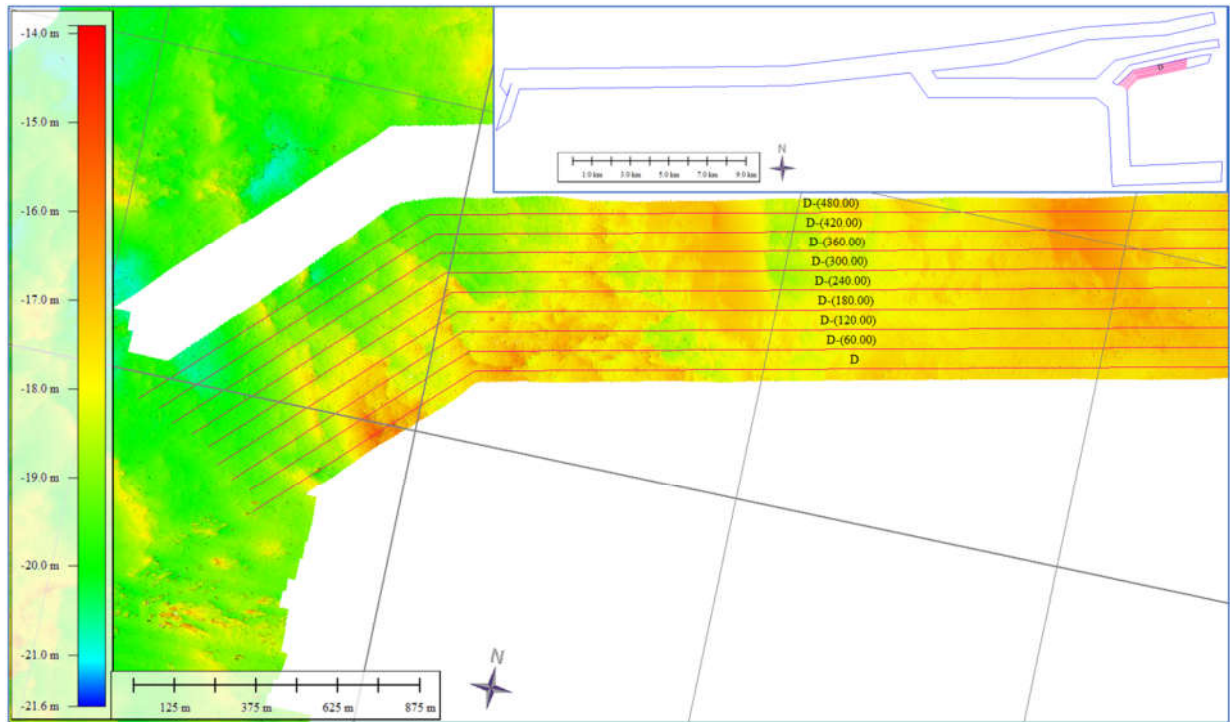 -14.0 m
-15.0 m
-16.0 m
-17.0 m
-18.0 m
-19.0 m
-20.0 m
-21.0 m
-21.6 m
D
N
1.0 km 3.0 km 5.0 km 7.0 km 9.0 km
D-(480.00)
D-(420.00)
D-(360.00)
D-(300.00)
D-(240.00)
D-(180.00)
D-(120.00)
D-(60.00)
D
N
125 m 375 m 625 m 875 m